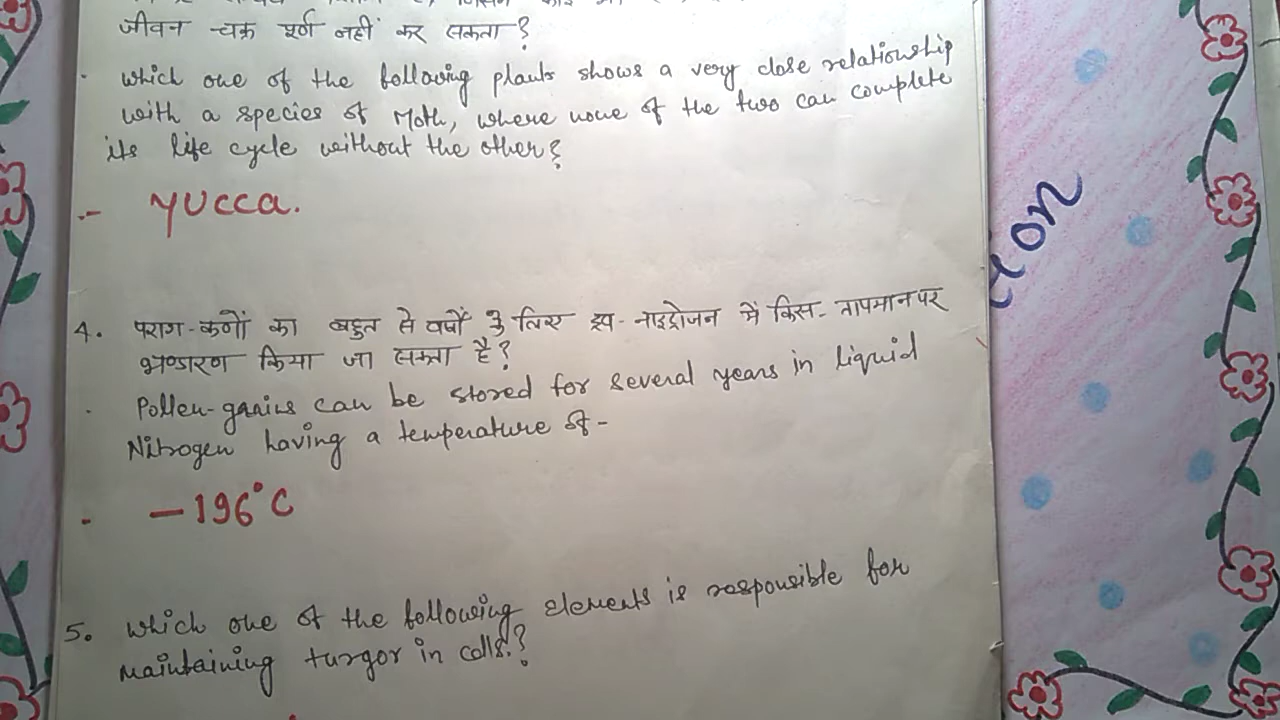 जीवन -चक्र पूर्ण नहीं कर सकता?
. which one of the following plants shows a very close relationship
with a species of Moth, where none of the two can complete
its life cycle without the other?
.- YUCCA.
4. पराग-कणों का बहुत से वर्षों के लिए द्रव-नाइट्रोजन में किस-तापमान पर
भण्डारण किया जा सकता है?
. Pollen-grains can be stored for several years in liquid
Nitrogen having a temperature of-
. -196°C
5. which one of the following elements is responsible for
maintaining turgor in cells?